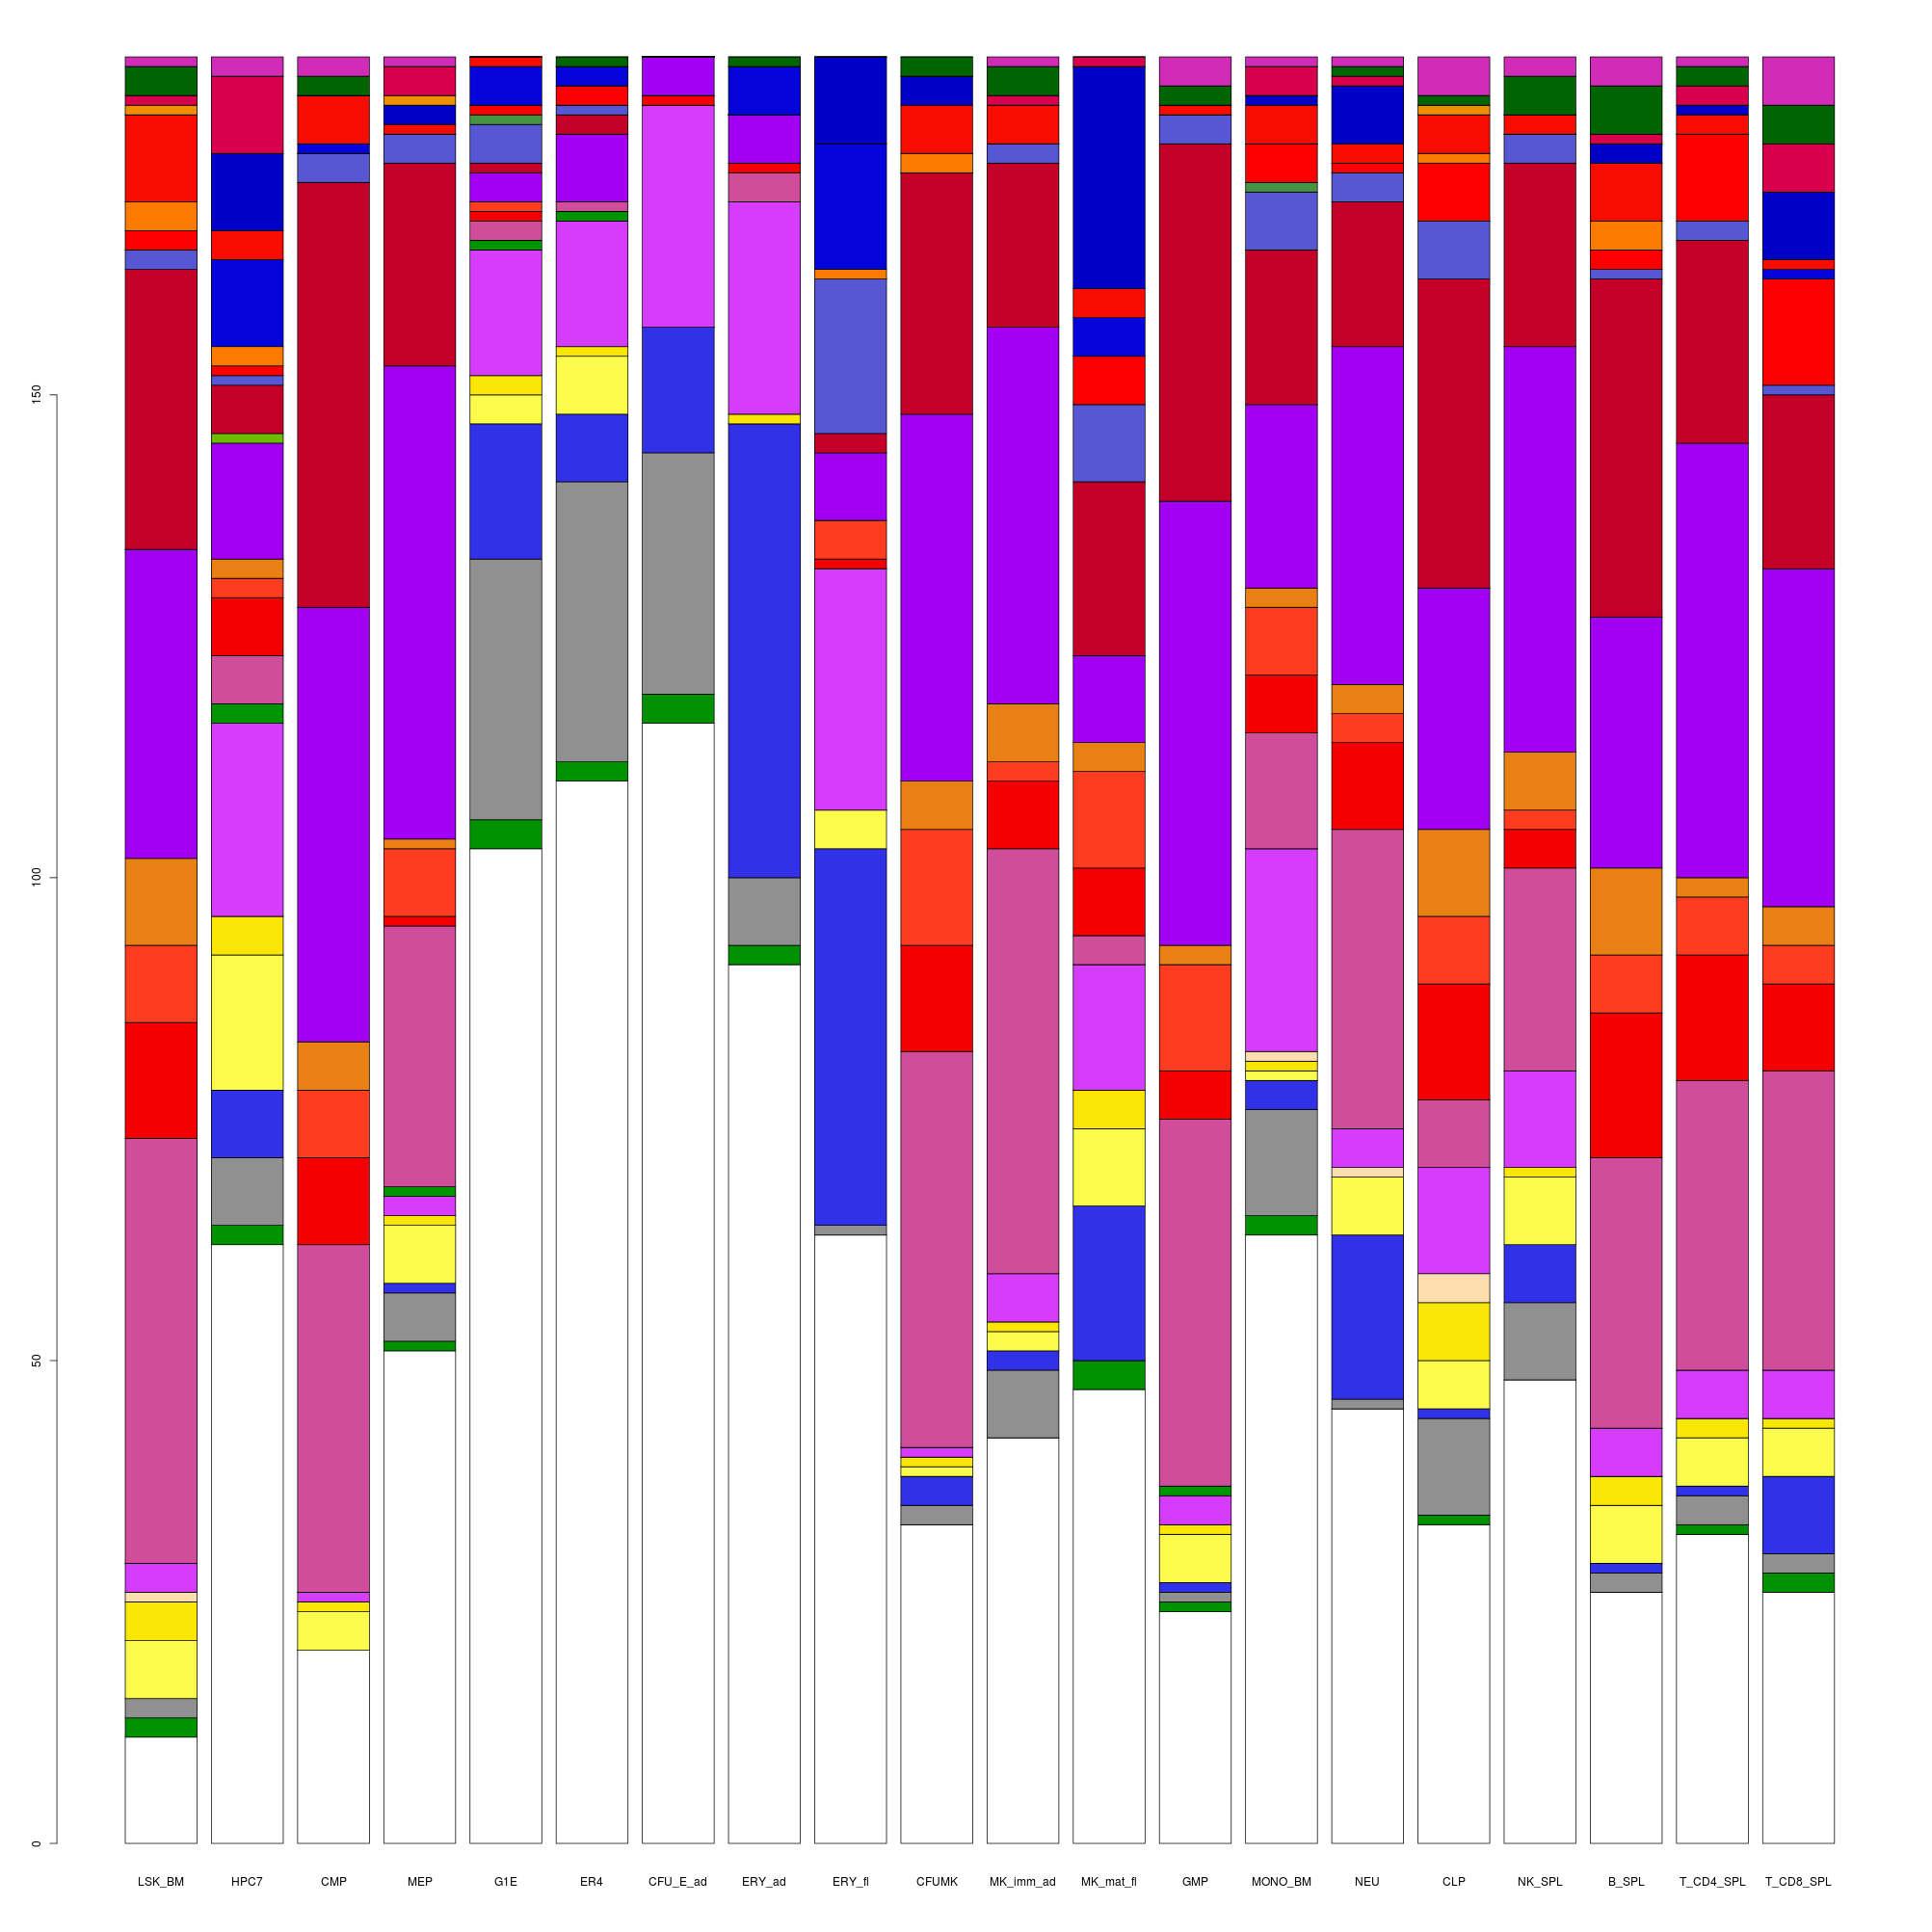 150
100
50
0
LSK_BM HPC7 CMP MEP G1E ER4 CFU_E_ad ERY_ad ERY_fl CFUMK MK_imm_ad MK_mat_fl GMP MONO_BM NEU CLP NK_SPL B_SPL T_CD4_SPL T_CD8_SPL